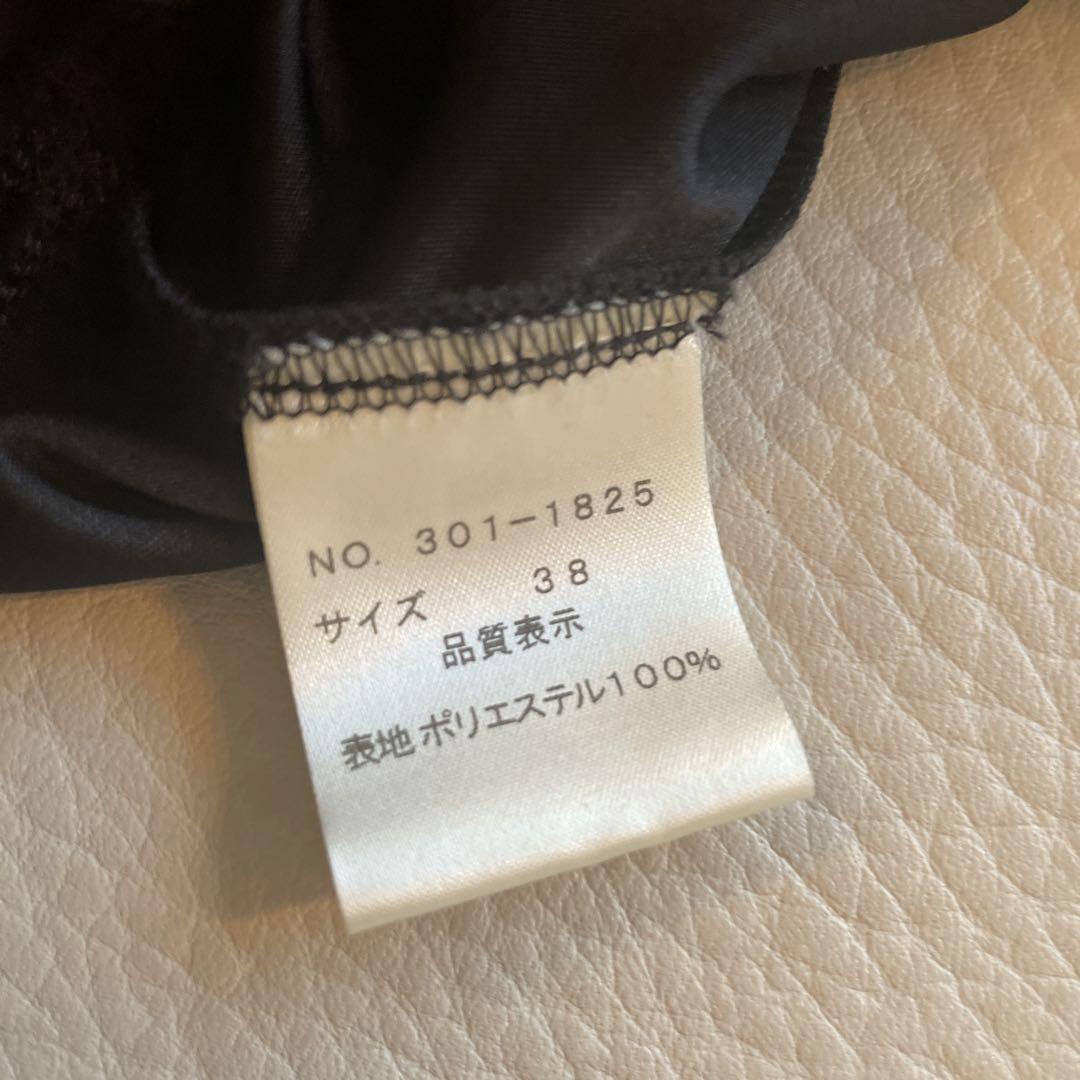 NO. 301-1825
サイズ 38
品質表示
表地 ポリエステル100%